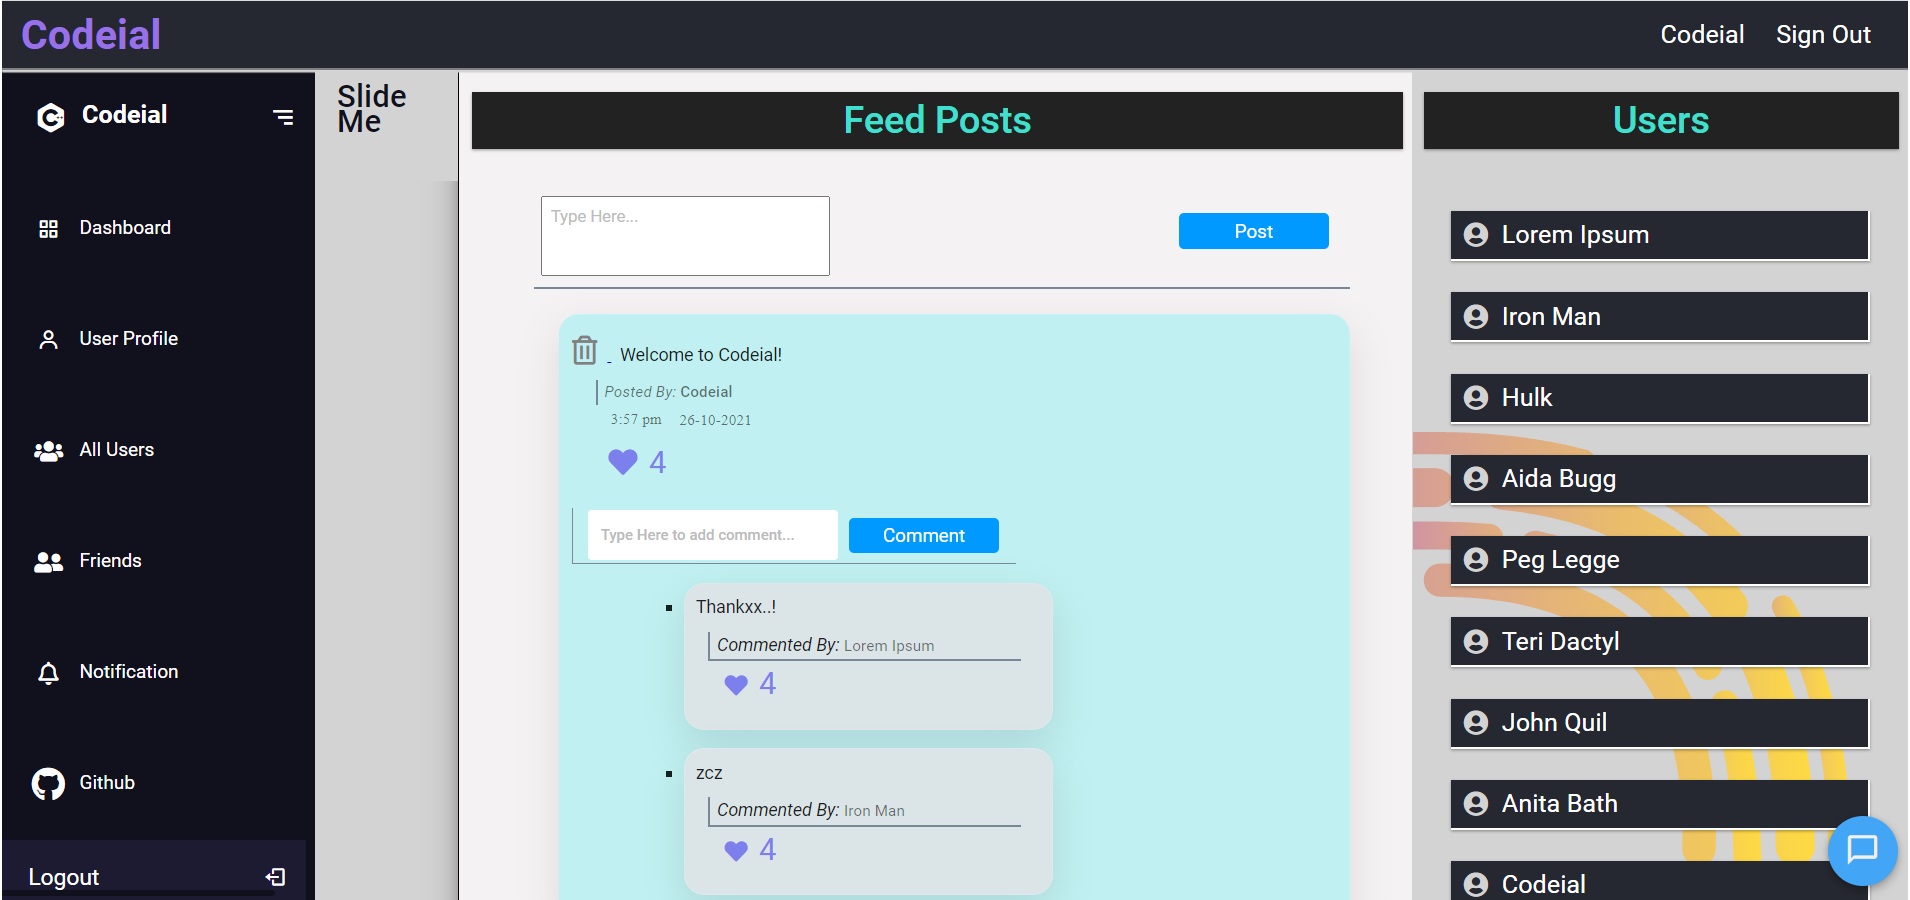 Codeial
Codeial
Sign Out
Codeial
Dashboard
User Profile
All Users
Friends
Notification
Github
Logout
Slide
Me
Feed Posts
Type Here...
Post
Welcome to Codeial!
Posted By: Codeial
3:57 pm 26-10-2021
4
Type Here to add comment...
Comment
Thankxx..!
Commented By: Lorem Ipsum
4
zcz
Commented By: Iron Man
4
Users
Lorem Ipsum
Iron Man
Hulk
Aida Bugg
Peg Legge
Teri Dactyl
John Quil
Anita Bath
Codeial